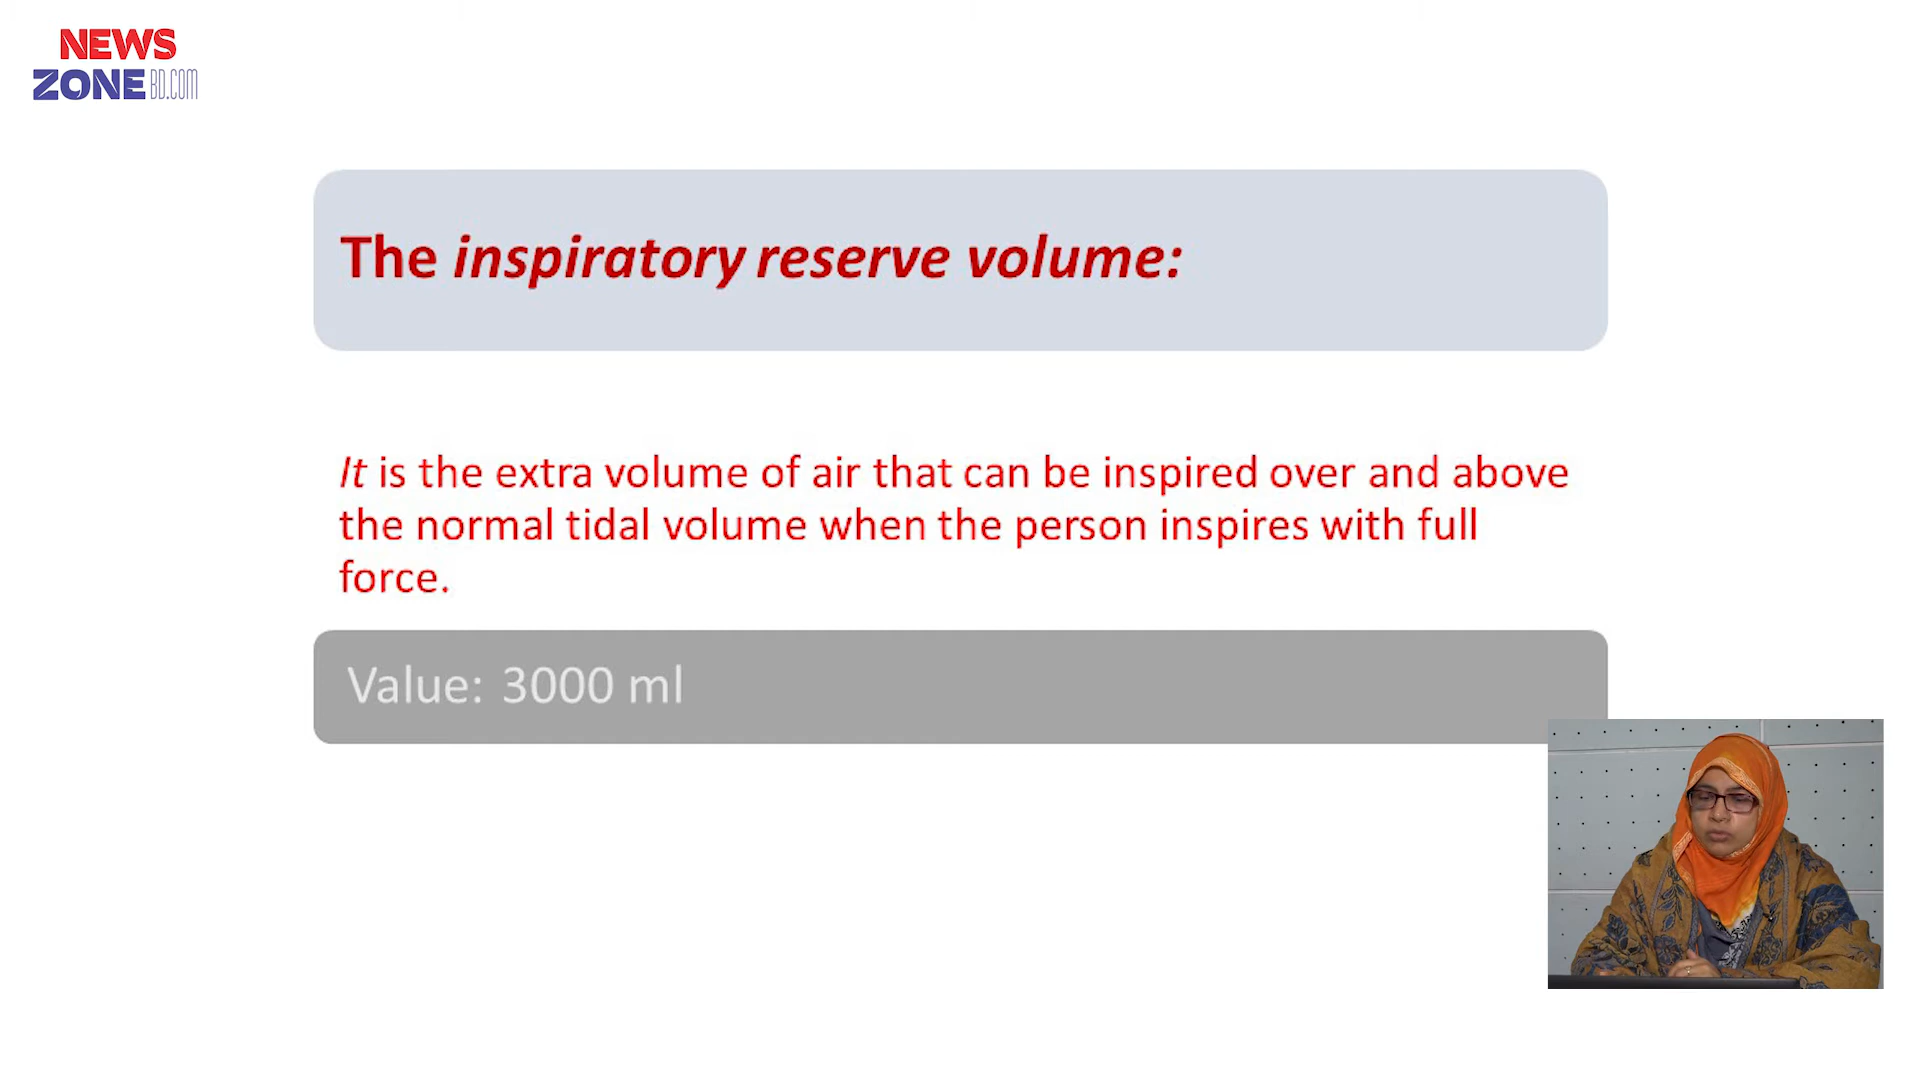 NEWS
ZONE BD.COM
The inspiratory reserve volume:
It is the extra volume of air that can be inspired over and above
the normal tidal volume when the person inspires with full
force.
Value: 3000 ml